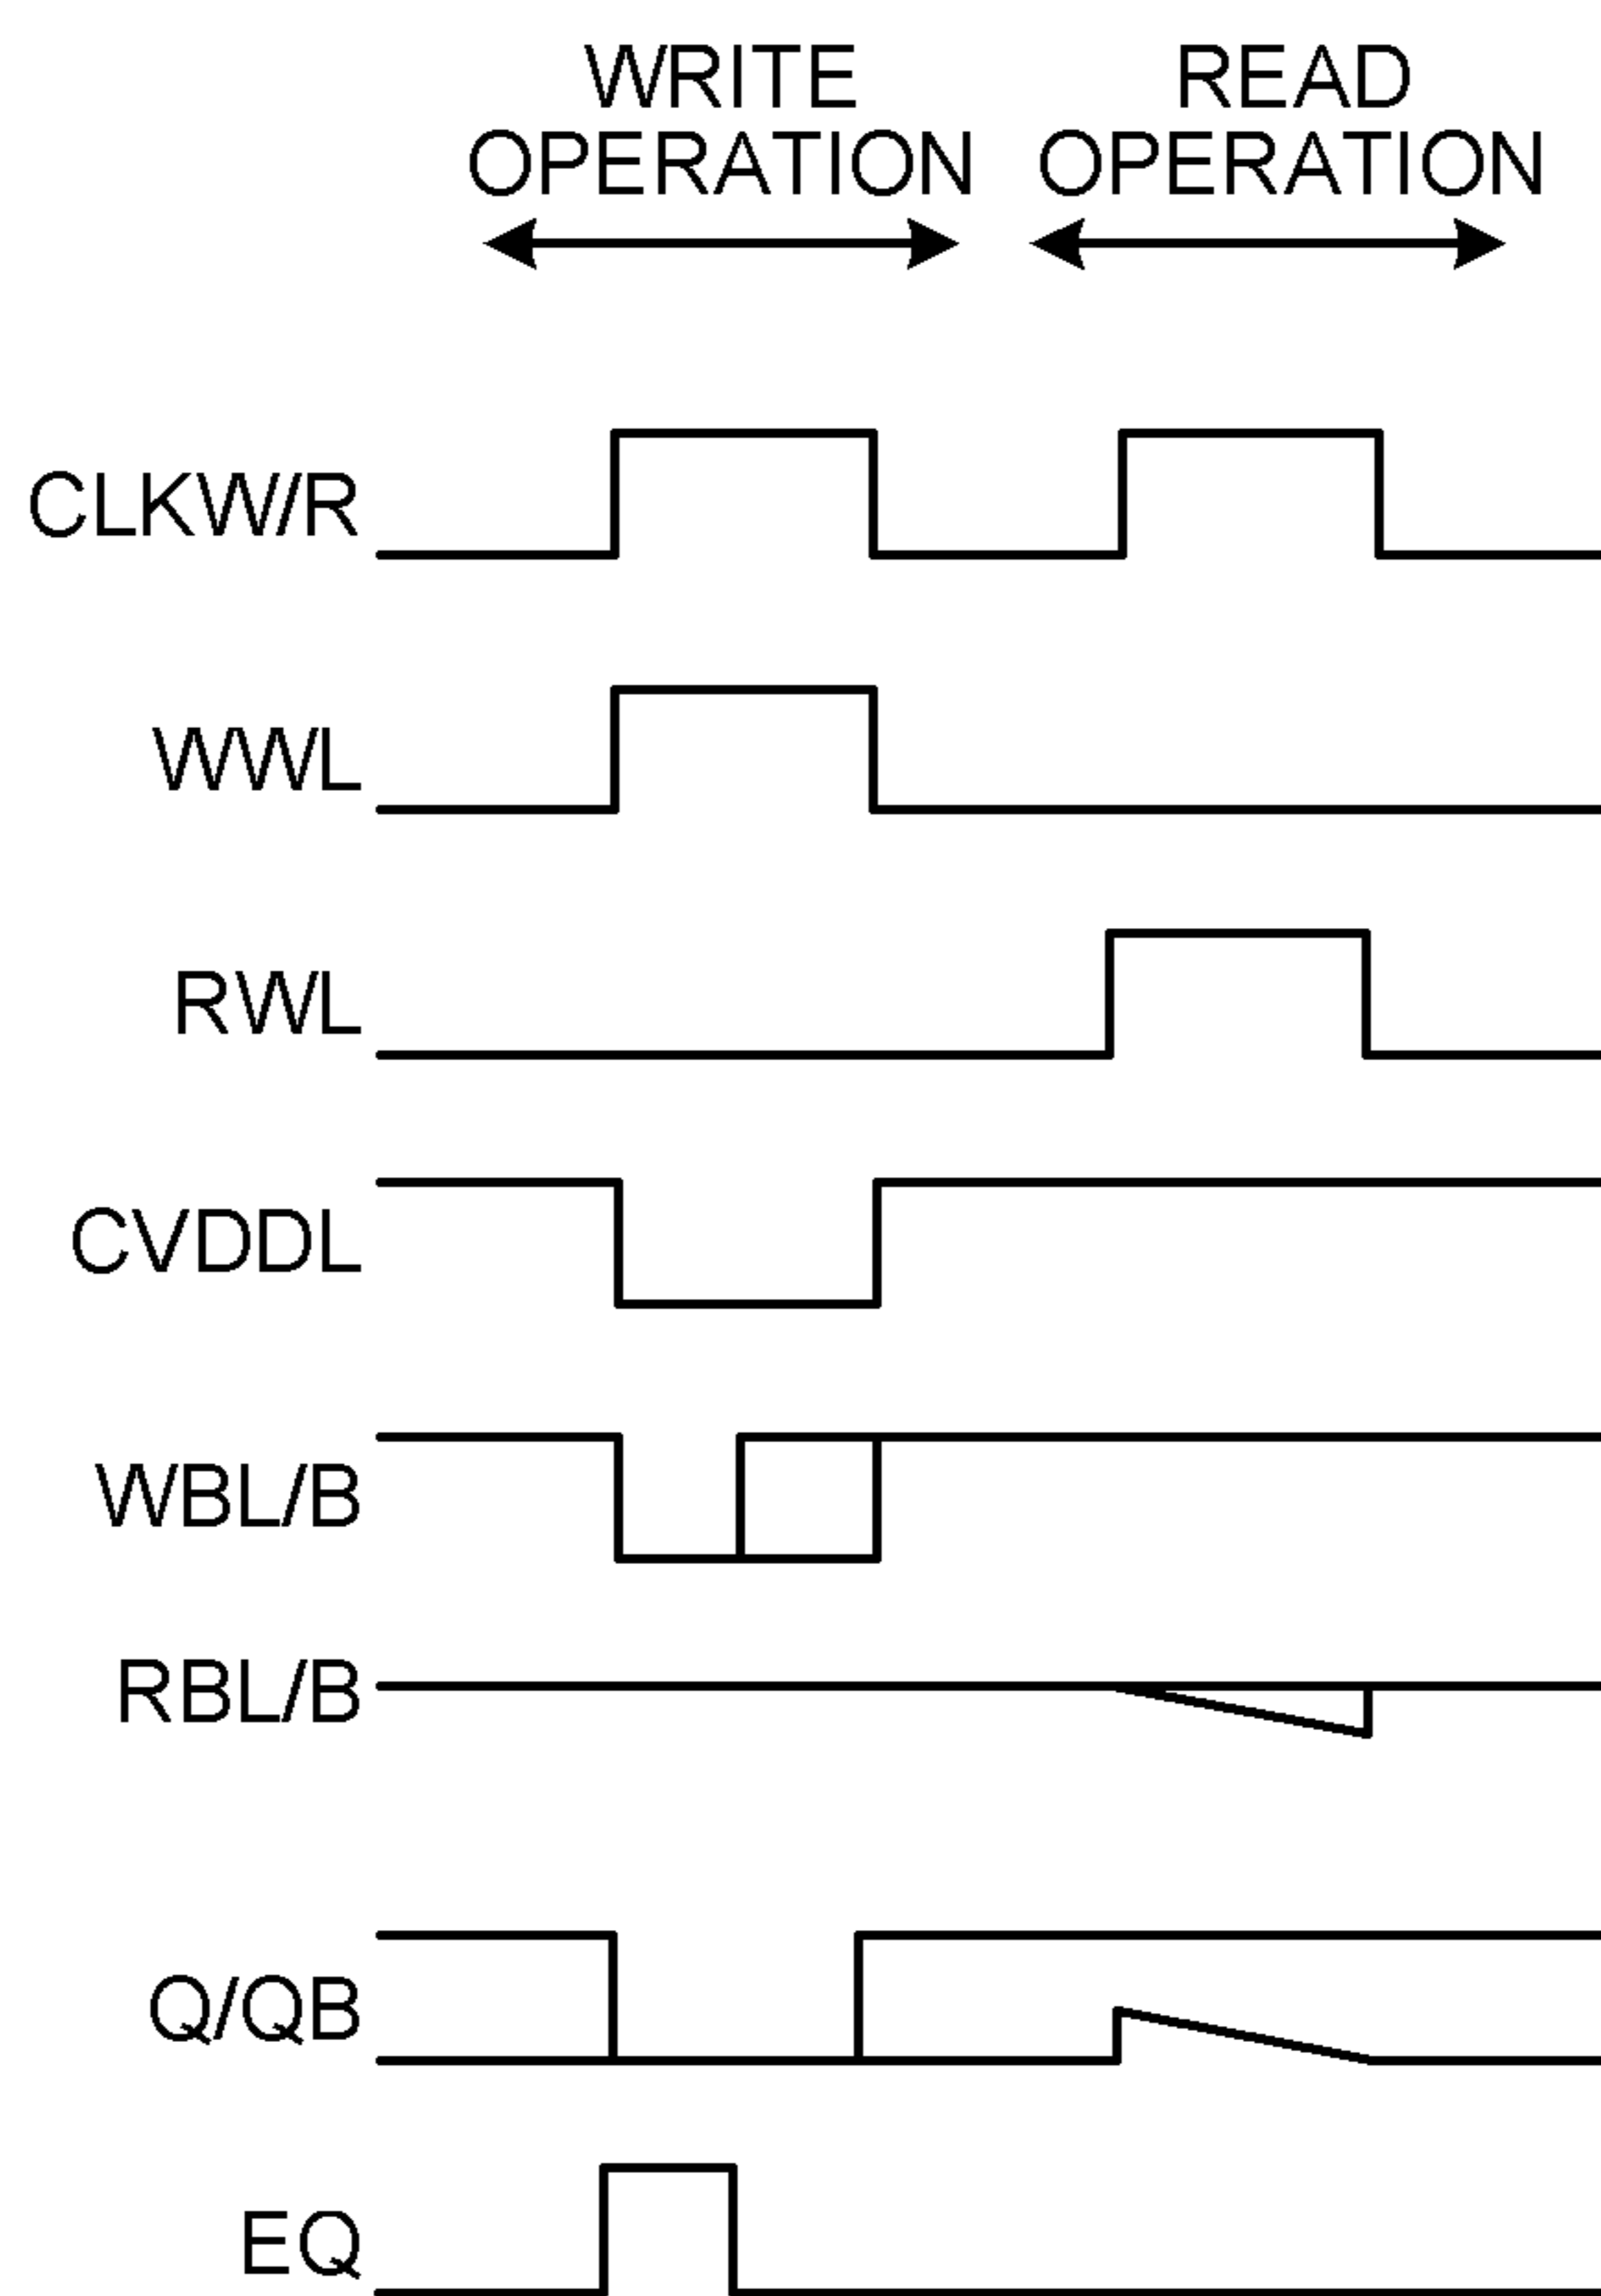 WRITE
OPERATION
READ
OPERATION
CLKW/R
WWL
RWL
CVDDL
WBL/B
RBL/B
Q/QB
EQ